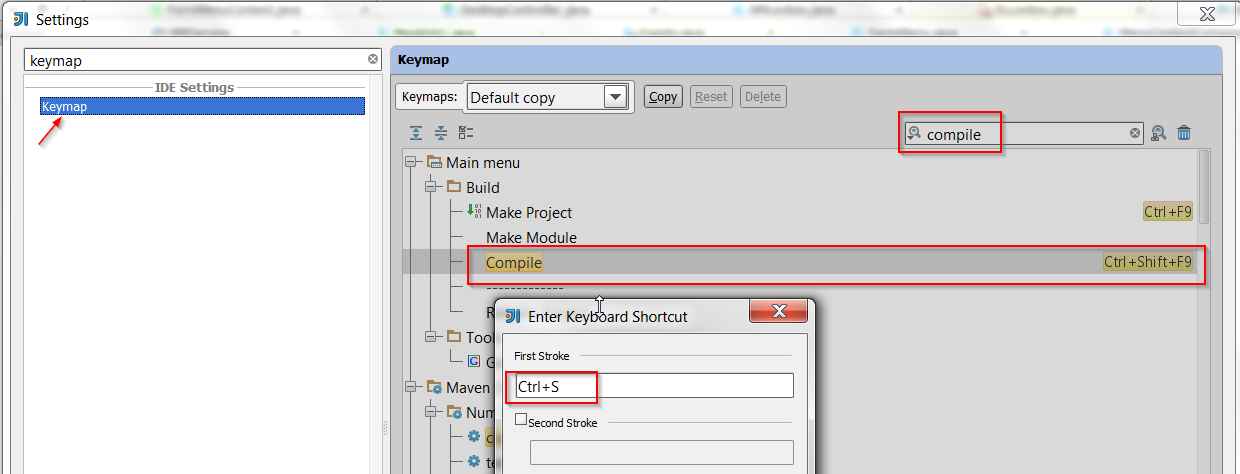 Settings
keymap
IDE Settings
Keymap
Keymap
Keymaps: Default copy Copy Reset Delete
compile
Main menu
Build
Make Project Ctrl+F9
Make Module
Compile Ctrl+Shift+F9
-------------
R
Enter Keyboard Shortcut
Tool
First Stroke
G
Ctrl+S
Maven
Num
Second Stroke
c
te